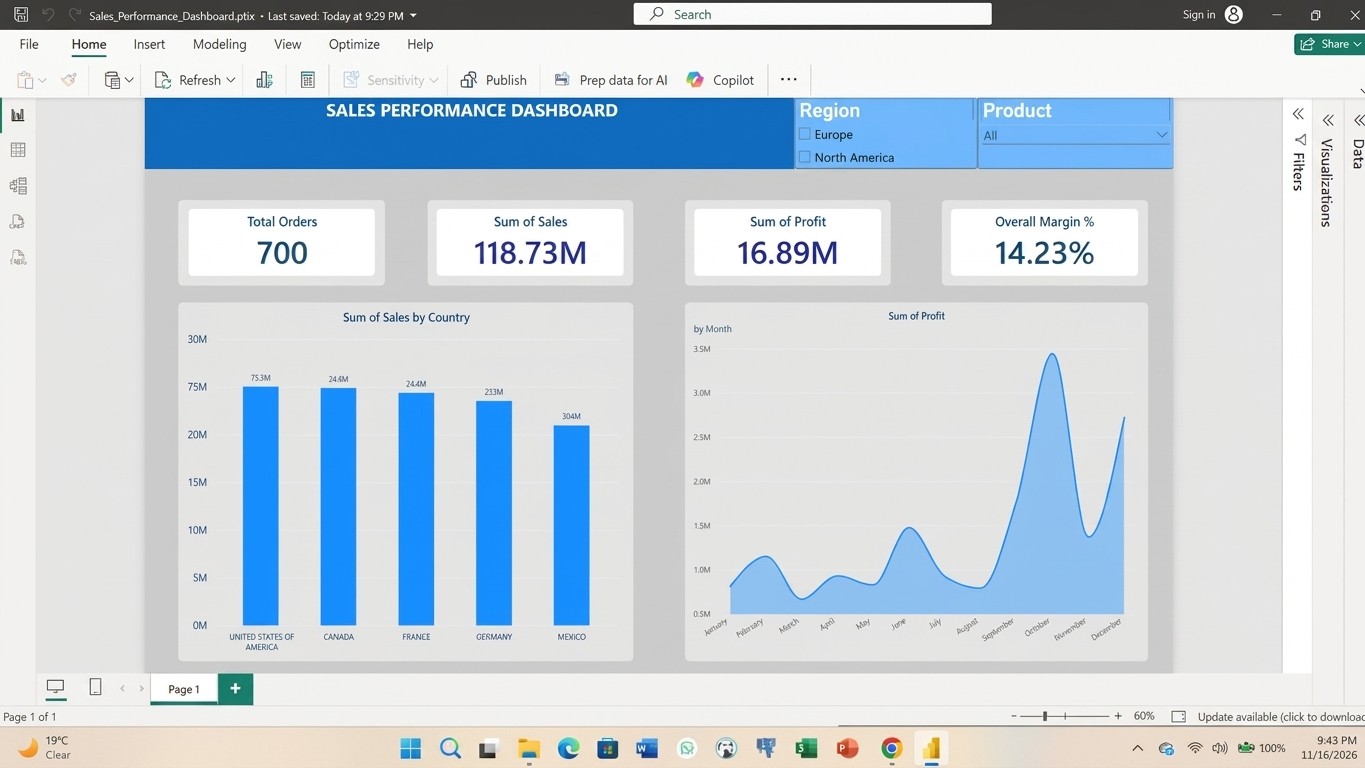 Sales_Performance_Dashboard.ptix • Last saved: Today at 9:29 PM
Search
Sign in
File Home Insert Modeling View Optimize Help
Share
Refresh
Sensitivity
Publish
Prep data for AI
Copilot
SALES PERFORMANCE DASHBOARD
Region
Europe
North America
Product
All
Filters
Visualizations
Data
Total Orders
700
Sum of Sales
118.73M
Sum of Profit
16.89M
Overall Margin %
14.23%
Sum of Sales by Country
30M
75M
20M
15M
10M
5M
0M
75.3M
24.6M
24.4M
233M
304M
UNITED STATES OF
AMERICA
CANADA
FRANCE
GERMANY
MEXICO
Sum of Profit
by Month
3.5M
3.0M
2.5M
2.0M
1.5M
1.0M
0.5M
January
February
March
April
May
June
July
August
September
October
November
December
Page 1
Page 1 of 1
60%
Update available (click to download
19°C
Clear
100%
9:43 PM
11/16/2026